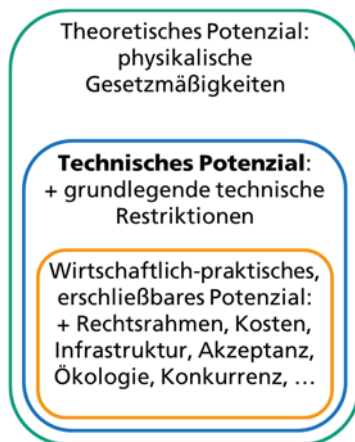 Theoretisches Potenzial:
physikalische
Gesetzmäßigkeiten
Technisches Potenzial:
+ grundlegende technische
Restriktionen
Wirtschaftlich-praktisches,
erschließbares Potenzial:
+ Rechtsrahmen, Kosten,
Infrastruktur, Akzeptanz,
Ökologie, Konkurrenz, …